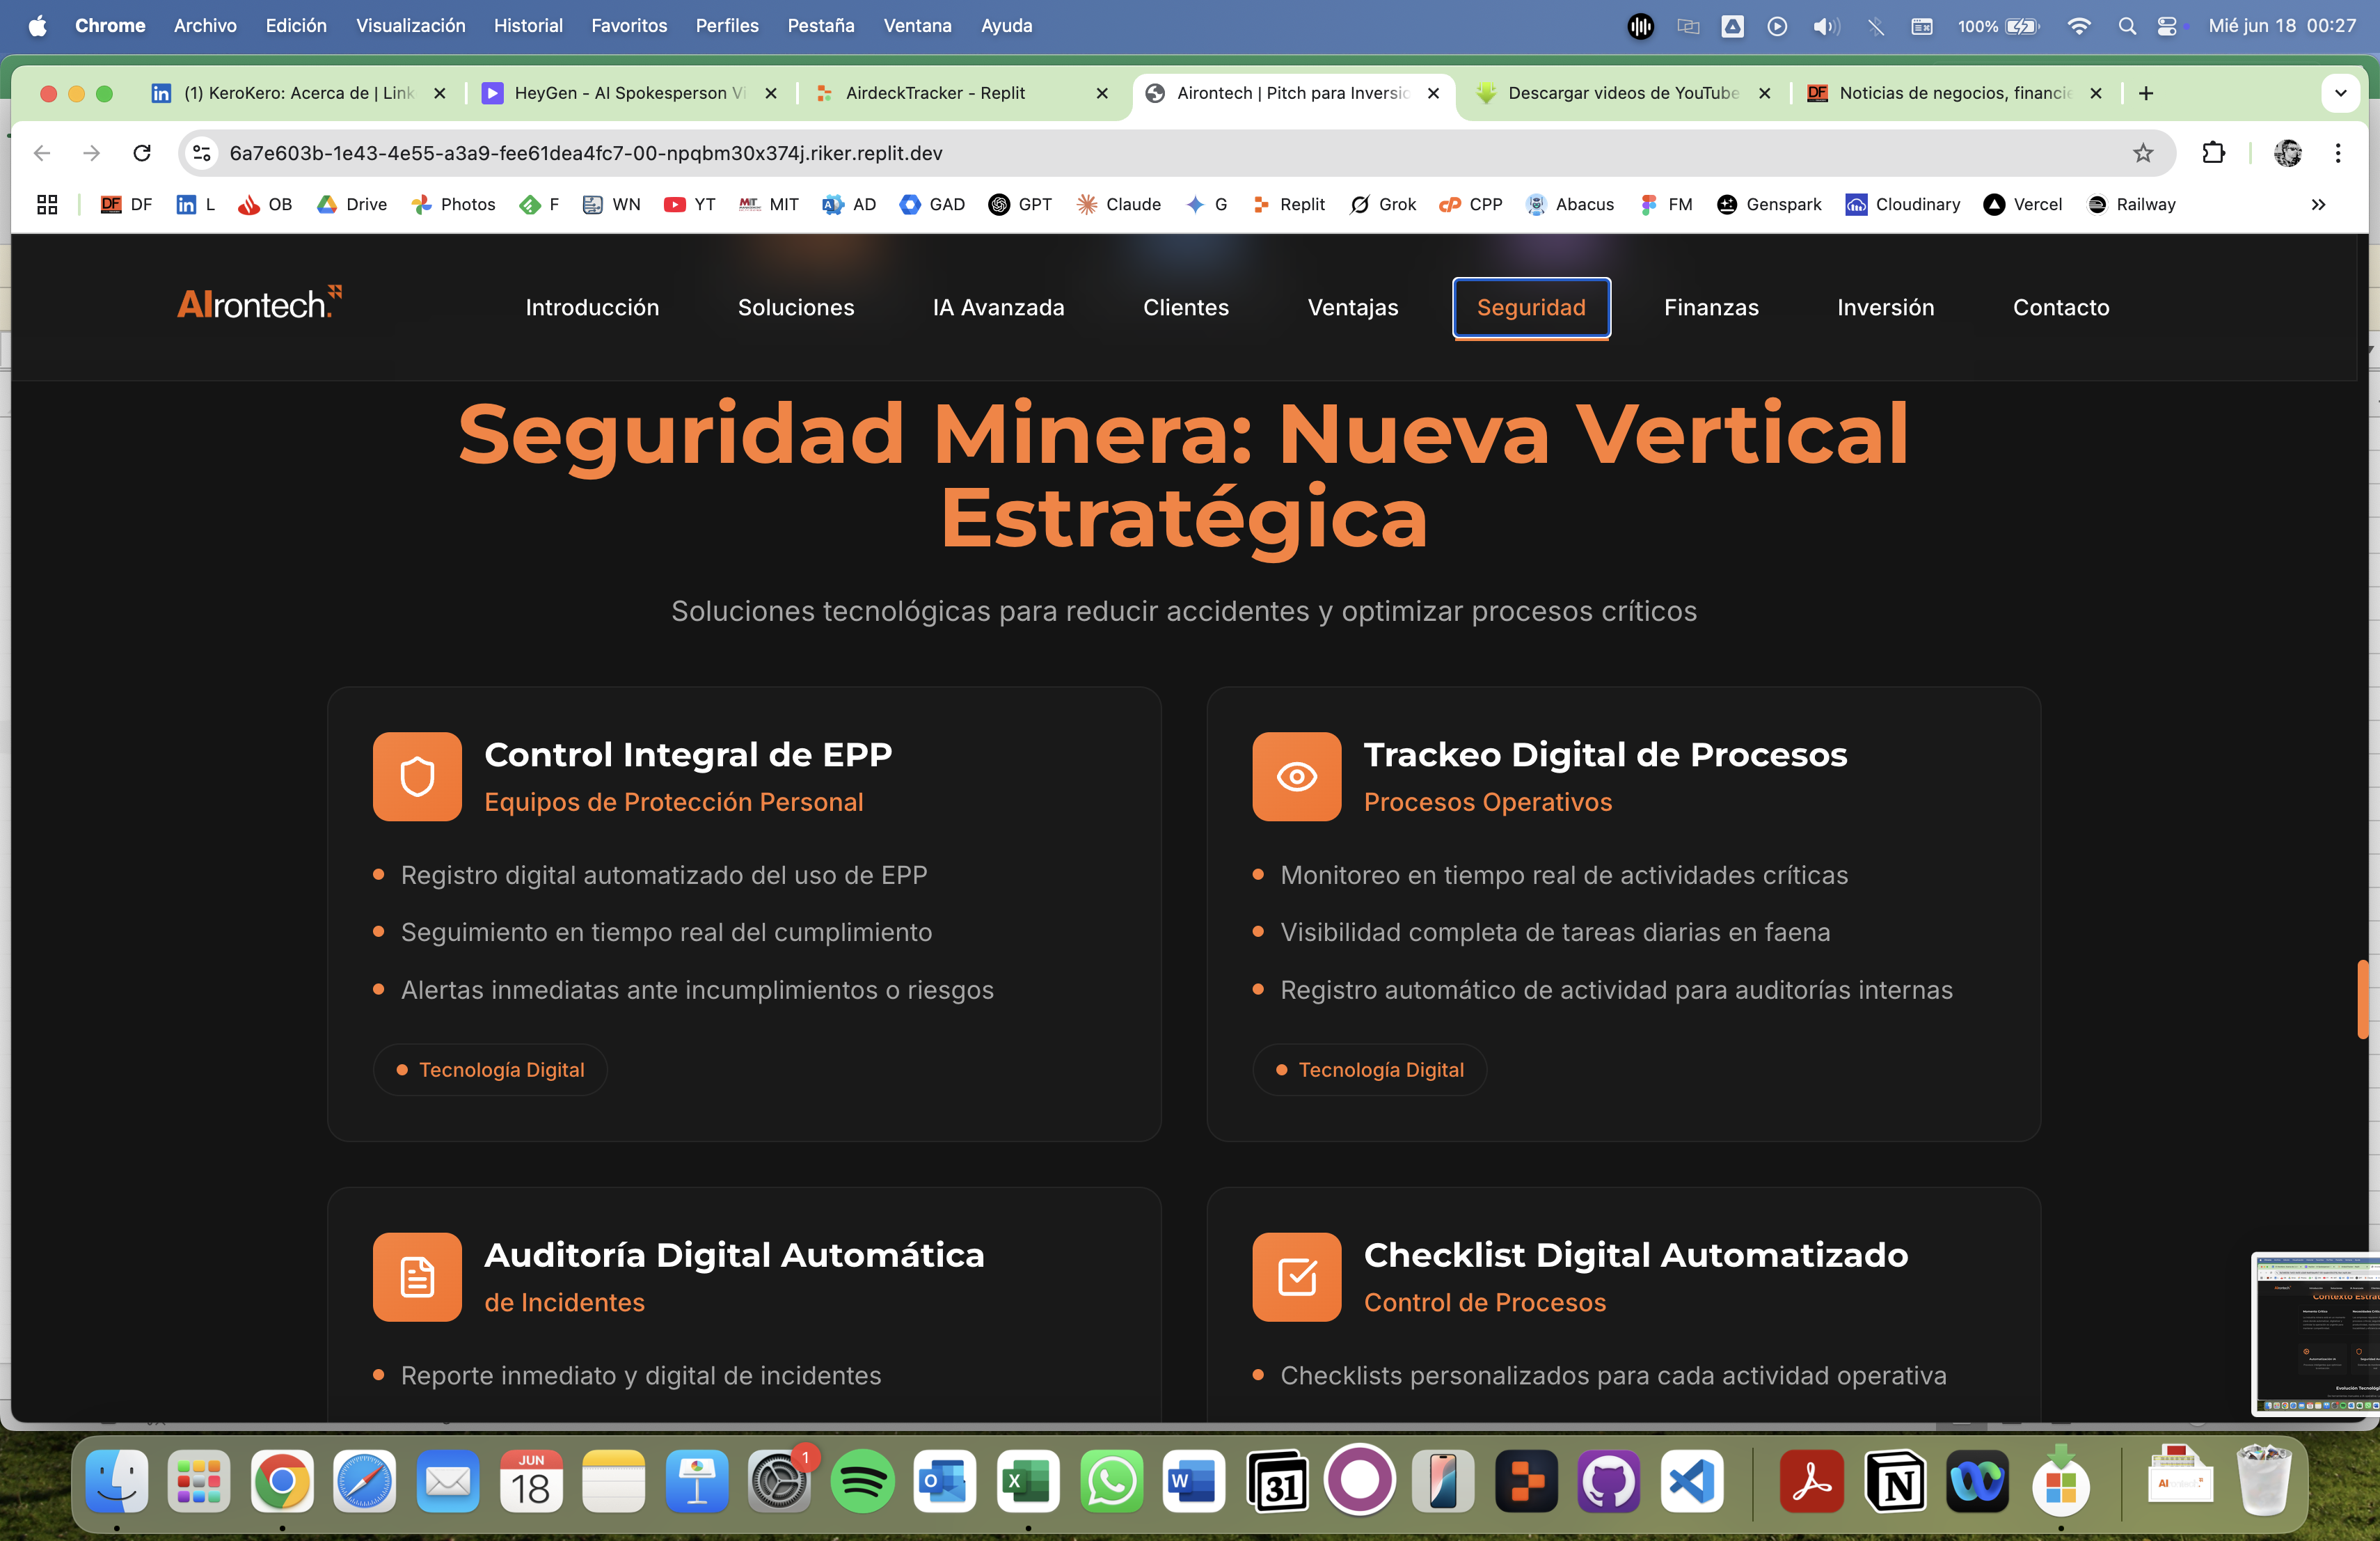 Chrome Archivo Edición Visualización Historial Favoritos Perfiles Pestaña Ventana Ayuda 100% Mié jun 18 00:27
(1) KeroKero: Acerca de | Link HeyGen - AI Spokesperson Vi AirdeckTracker - Replit Airontech | Pitch para Inversio Descargar videos de YouTube DF Noticias de negocios, financie
6a7e603b-1e43-4e55-a3a9-fee61dea4fc7-00-npqbm30x374j.riker.replit.dev
DF DF L OB Drive Photos F WN YT MIT AD GAD GPT Claude G Replit Grok CPP Abacus FM Genspark Cloudinary Vercel Railway
AIrontech. Introducción Soluciones IA Avanzada Clientes Ventajas Seguridad Finanzas Inversión Contacto
Seguridad Minera: Nueva Vertical
Estratégica
Soluciones tecnológicas para reducir accidentes y optimizar procesos críticos
Control Integral de EPP
Equipos de Protección Personal
Registro digital automatizado del uso de EPP
Seguimiento en tiempo real del cumplimiento
Alertas inmediatas ante incumplimientos o riesgos
Tecnología Digital
Trackeo Digital de Procesos
Procesos Operativos
Monitoreo en tiempo real de actividades críticas
Visibilidad completa de tareas diarias en faena
Registro automático de actividad para auditorías internas
Tecnología Digital
Auditoría Digital Automática
de Incidentes
Reporte inmediato y digital de incidentes
Checklist Digital Automatizado
Control de Procesos
Checklists personalizados para cada actividad operativa
Contexto Estrat
JUN
18
1
31